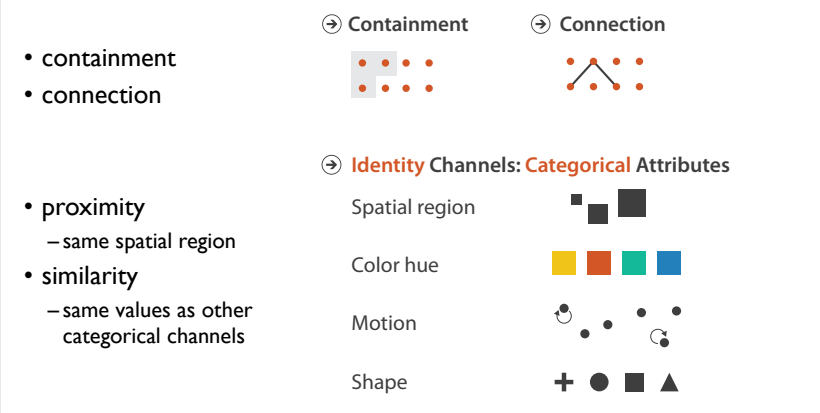 • containment
• connection
Containment
Connection
Identity Channels: Categorical Attributes
• proximity
– same spatial region
• similarity
– same values as other
categorical channels
Spatial region
Color hue
Motion
Shape